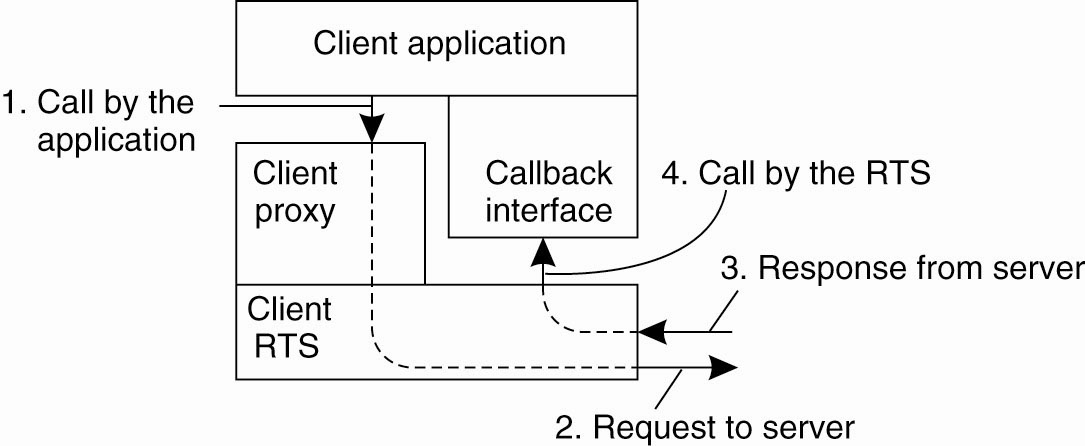 Client application
1. Call by the
application
Client
proxy
Callback
interface
4. Call by the RTS
3. Response from server
Client
RTS
2. Request to server